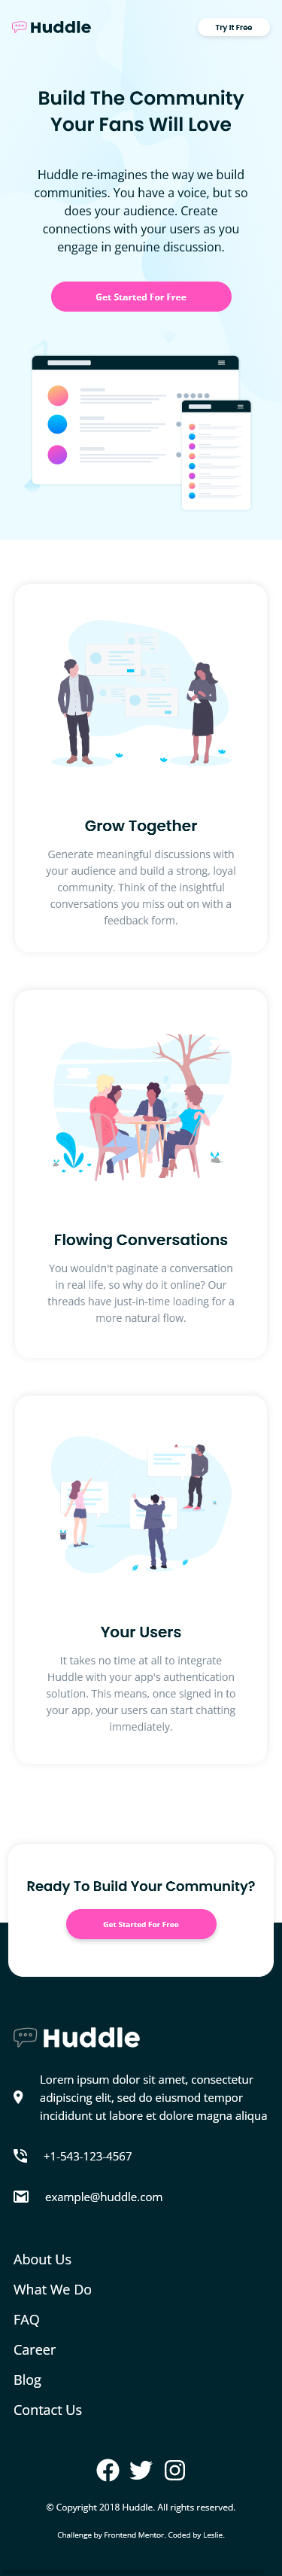 Huddle
Try It Free
Build The Community
Your Fans Will Love
Huddle re-imagines the way we build
communities. You have a voice, but so
does your audience. Create
connections with your users as you
engage in genuine discussion.
Get Started For Free
Grow Together
Generate meaningful discussions with
your audience and build a strong, loyal
community. Think of the insightful
conversations you miss out on with a
feedback form.
Flowing Conversations
You wouldn't paginate a conversation
in real life, so why do it online? Our
threads have just-in-time loading for a
more natural flow.
Your Users
It takes no time at all to integrate
Huddle with your app's authentication
solution. This means, once signed in to
your app, your users can start chatting
immediately.
Ready To Build Your Community?
Get Started For Free
Huddle
Lorem ipsum dolor sit amet, consectetur
adipiscing elit, sed do eiusmod tempor
incididunt ut labore et dolore magna aliqua
+1-543-123-4567
example@huddle.com
About Us
What We Do
FAQ
Career
Blog
Contact Us
© Copyright 2018 Huddle. All rights reserved.
Challenge by Frontend Mentor. Coded by Leslie.